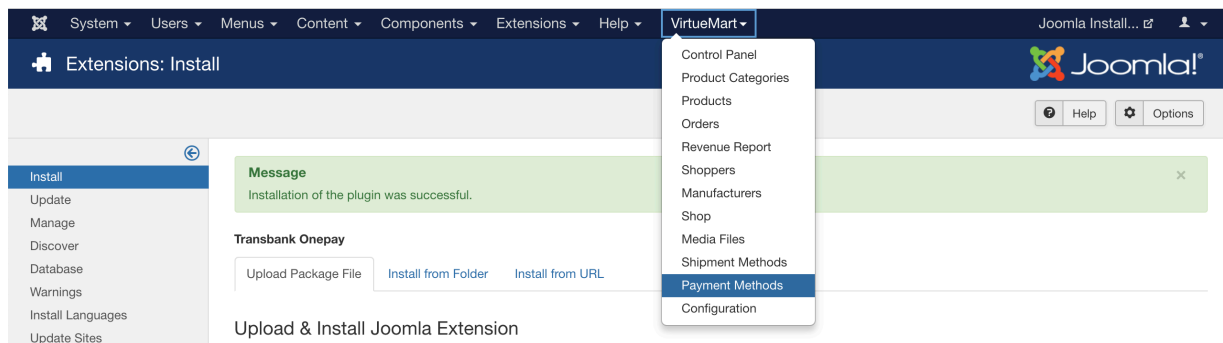 System Users Menus Content Components Extensions Help VirtueMart Joomla Install...
Extensions: Install
Joomla!®
Control Panel
Product Categories
Products
Orders
Revenue Report
Shoppers
Manufacturers
Shop
Media Files
Shipment Methods
Payment Methods
Configuration
Help Options
Install
Update
Manage
Discover
Database
Warnings
Install Languages
Update Sites
Message
Installation of the plugin was successful.
Transbank Onepay
Upload Package File Install from Folder Install from URL
Upload & Install Joomla Extension